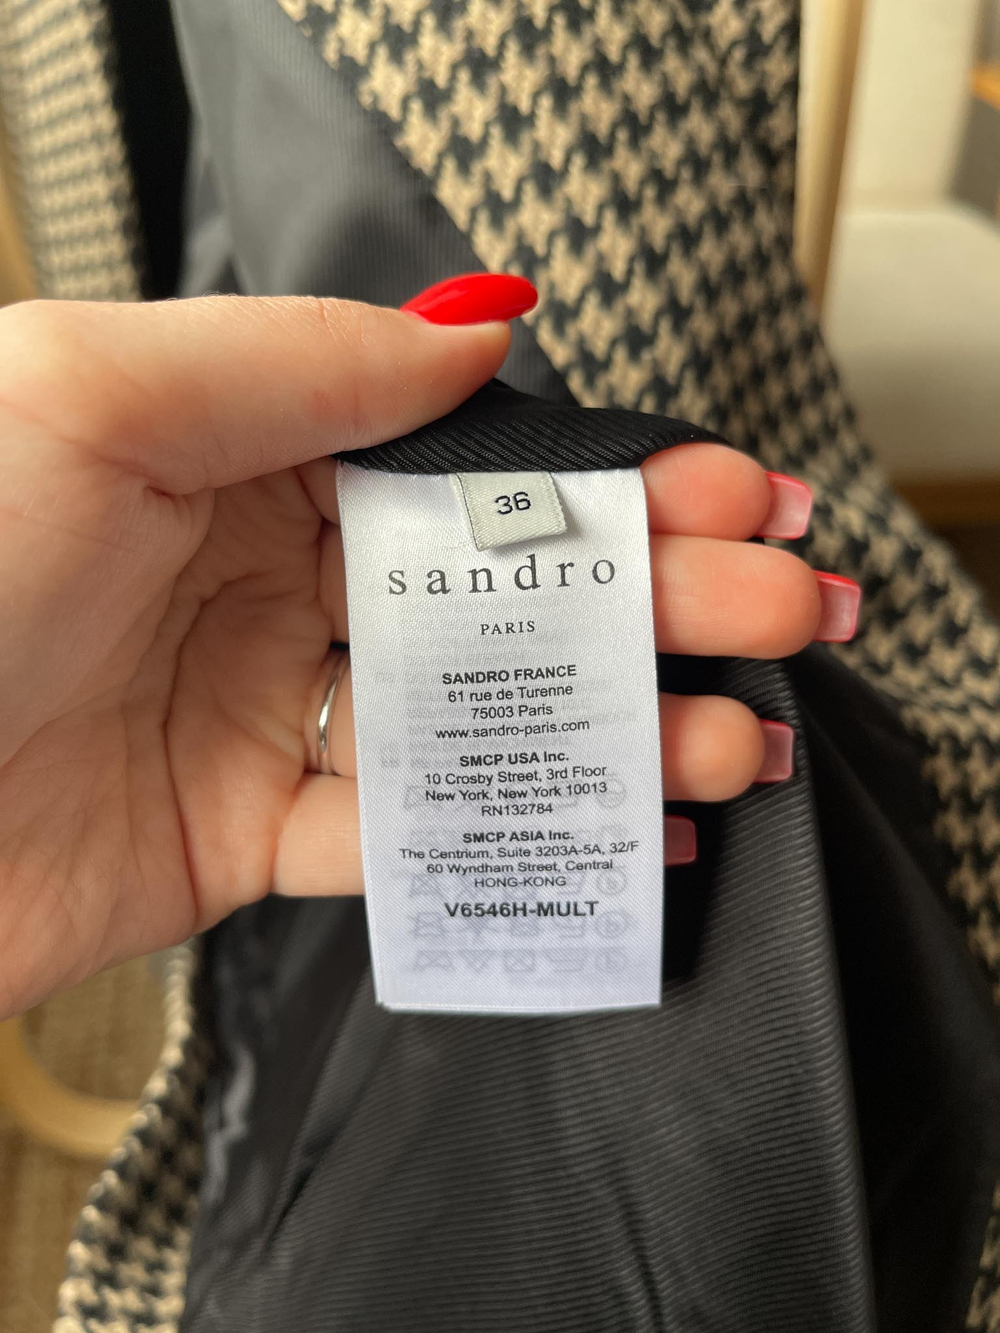 36
sandro
PARIS
SANDRO FRANCE
61 rue de Turenne
75003 Paris
www.sandro-paris.com
SMCP USA Inc.
10 Crosby Street, 3rd Floor
New York, New York 10013
RN132784
SMCP ASIA Inc.
The Centrium, Suite 3203A-5A, 32/F
60 Wyndham Street, Central
HONG-KONG
V6546H-MULT